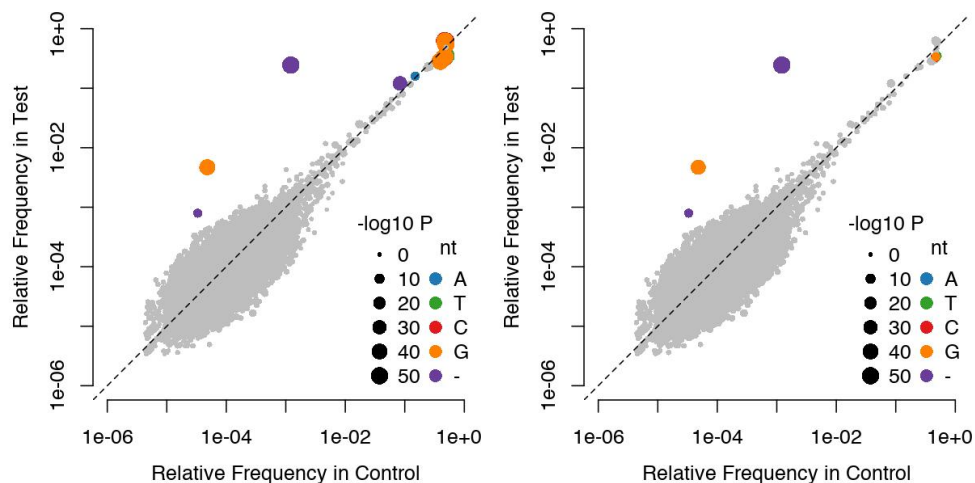 1e+0
1e-02
1e-04
1e-06
Relative Frequency in Test
-log10 P
nt
0
10 A
20 T
30 C
40 G
50 -
1e-06 1e-04 1e-02 1e+0
Relative Frequency in Control
1e+0
1e-02
1e-04
1e-06
Relative Frequency in Test
-log10 P
nt
0
10 A
20 T
30 C
40 G
50 -
1e-06 1e-04 1e-02 1e+0
Relative Frequency in Control